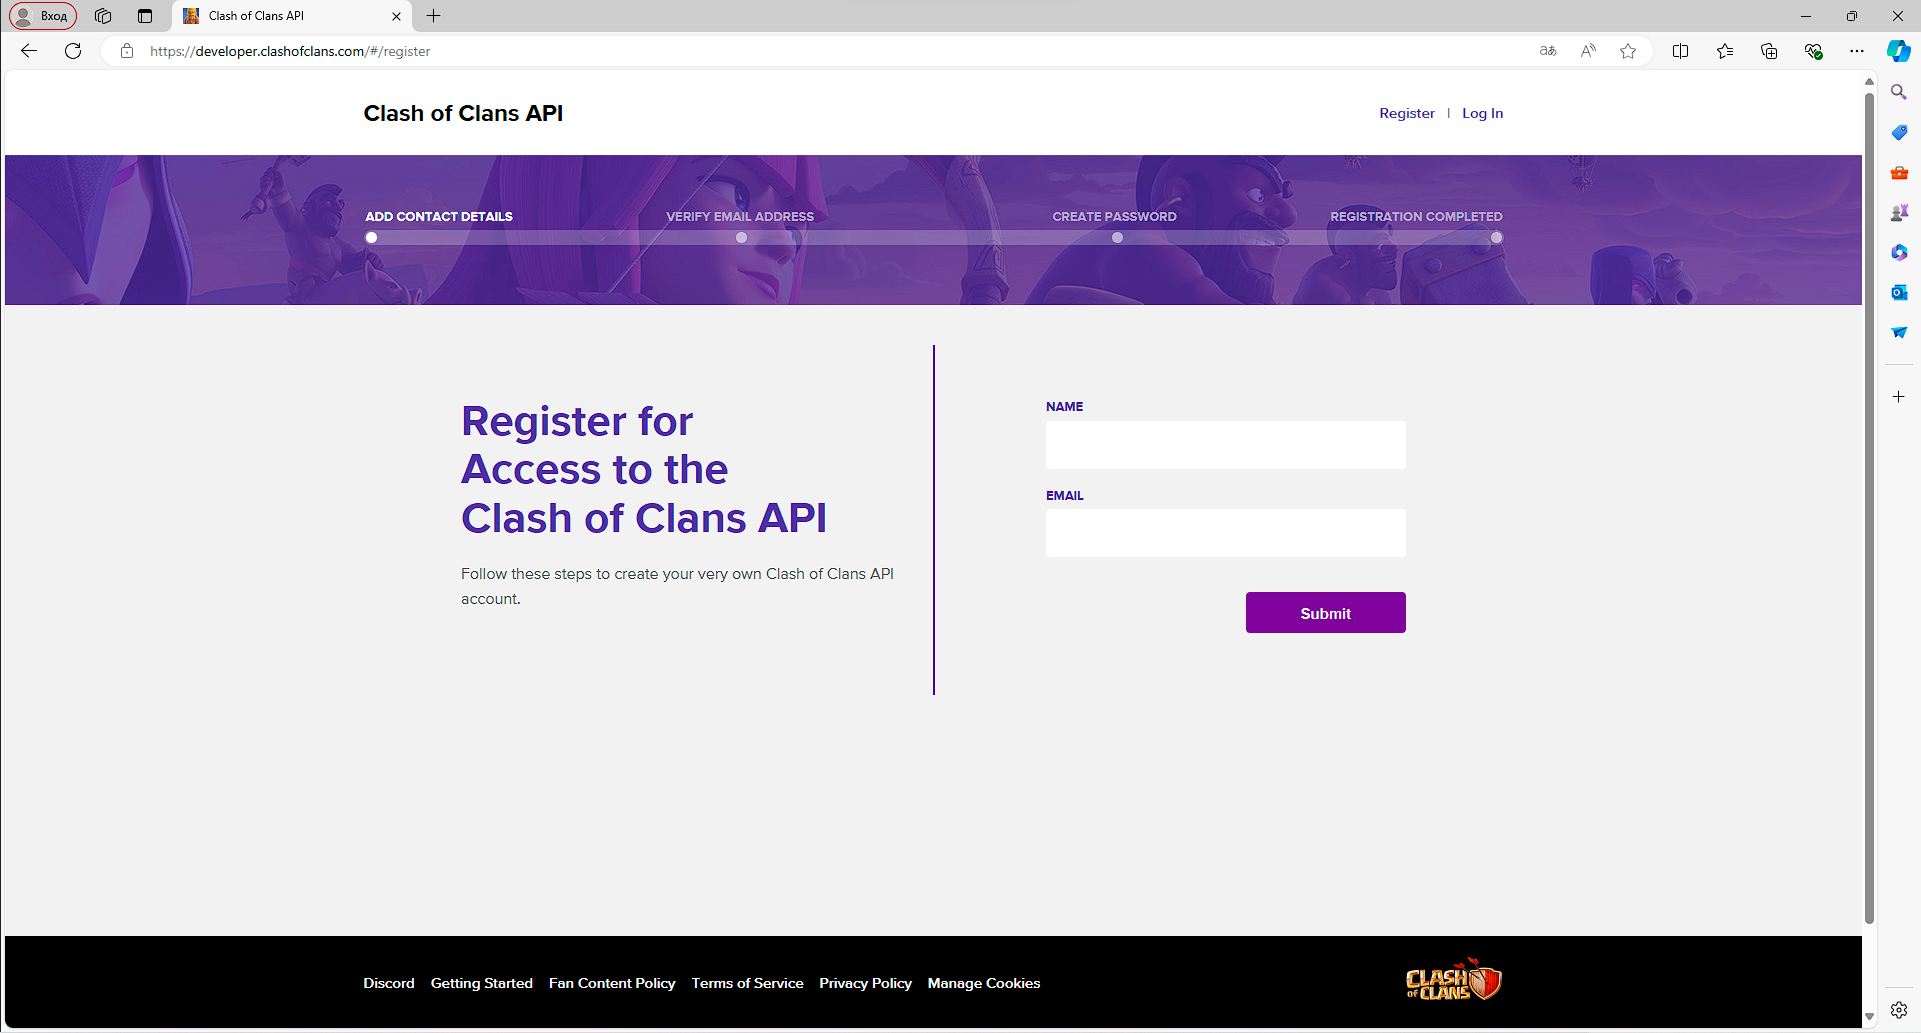 Вход
Clash of Clans API
https://developer.clashofclans.com/#/register
aあ
Clash of Clans API
Register | Log In
ADD CONTACT DETAILS
VERIFY EMAIL ADDRESS
CREATE PASSWORD
REGISTRATION COMPLETED
Register for
Access to the
Clash of Clans API
Follow these steps to create your very own Clash of Clans API
account.
NAME
EMAIL
Submit
Discord Getting Started Fan Content Policy Terms of Service Privacy Policy Manage Cookies
CLASH
OF CLANS